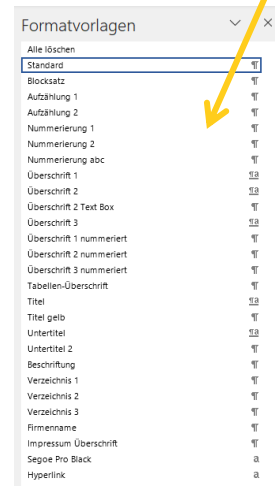 Formatvorlagen
Alle löschen
Standard ¶
Blocksatz ¶
Aufzählung 1 ¶
Aufzählung 2 ¶
Nummerierung 1 ¶
Nummerierung 2 ¶
Nummerierung abc ¶
Überschrift 1 ¶a
Überschrift 2 ¶a
Überschrift 2 Text Box ¶
Überschrift 3 ¶a
Überschrift 1 nummeriert ¶
Überschrift 2 nummeriert ¶
Überschrift 3 nummeriert ¶
Tabellen-Überschrift ¶
Titel ¶a
Titel gelb ¶
Untertitel ¶a
Untertitel 2 ¶
Beschriftung ¶
Verzeichnis 1 ¶
Verzeichnis 2 ¶
Verzeichnis 3 ¶
Firmenname ¶
Impressum Überschrift ¶
Segoe Pro Black a
Hyperlink a